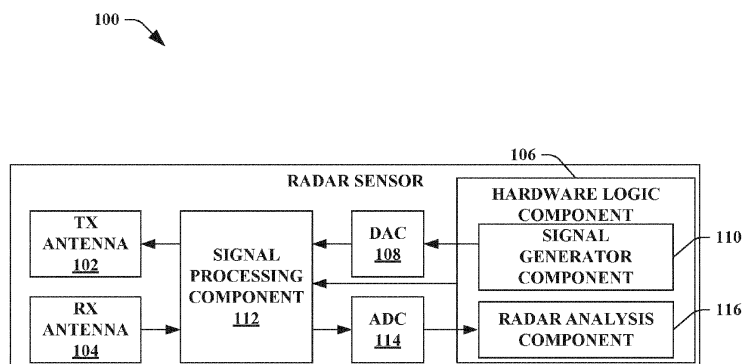 100
106
RADAR SENSOR
HARDWARE LOGIC
COMPONENT
TX
ANTENNA
102
SIGNAL
PROCESSING
COMPONENT
112
DAC
108
SIGNAL
GENERATOR
COMPONENT
110
RX
ANTENNA
104
ADC
114
RADAR ANALYSIS
COMPONENT
116